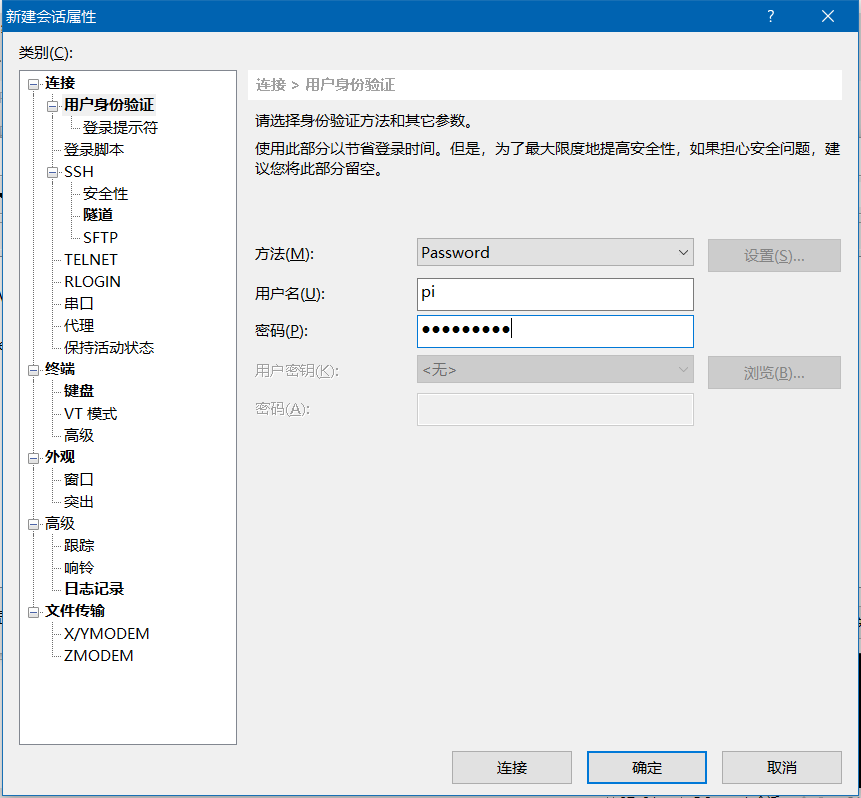 新建会话属性
?
类别(C):
连接
用户身份验证
登录提示符
登录脚本
SSH
安全性
隧道
SFTP
TELNET
RLOGIN
串口
代理
保持活动状态
终端
键盘
VT 模式
高级
外观
窗口
突出
高级
跟踪
响铃
日志记录
文件传输
X/YMODEM
ZMODEM
连接 > 用户身份验证
请选择身份验证方法和其它参数。
使用此部分以节省登录时间。但是，为了最大限度地提高安全性，如果担心安全问题，建
议您将此部分留空。
方法(M):
Password
设置(S)...
用户名(U):
pi
密码(P):
●●●●●●●●●
用户密钥(K):
<无>
浏览(B)...
密码(A):
连接
确定
取消